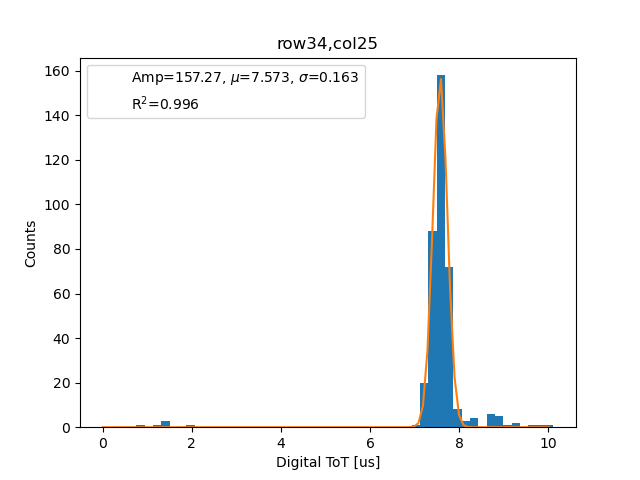 row34,col25
Amp=157.27, μ=7.573, σ=0.163
R²=0.996
160
140
120
100
80
60
40
20
0
Counts
0 2 4 6 8 10
Digital ToT [us]